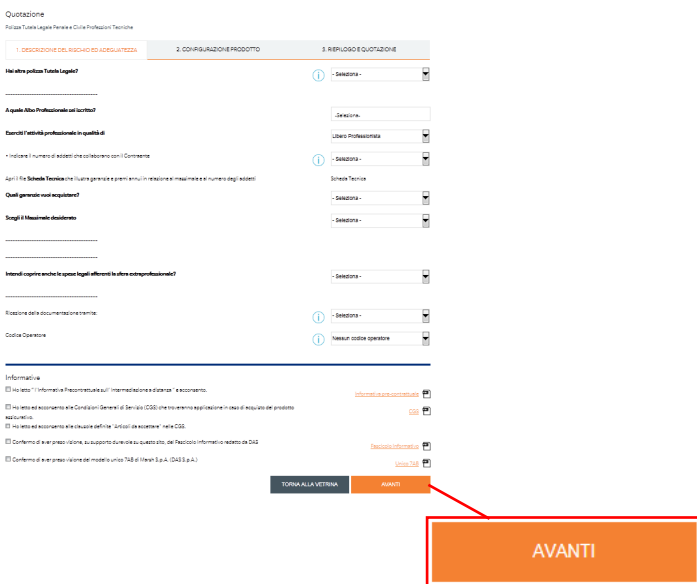 Quotazione
Polizza Tutela Legale Penale e Civile Professioni Tecniche
1. DESCRIZIONE DEL RISCHIO ED ADEGUATEZZA
2. CONFIGURAZIONE PRODOTTO
3. RIEPILOGO E QUOTAZIONE
Hai altra polizza Tutela Legale?
- Seleziona -
A quale Albo Professionale sei iscritto?
-Seleziona-
Eserciti l'attività professionale in qualità di
Libero Professionista
• Indicare il numero di addetti che collaborano con il Contraente
- Seleziona -
Apri il file Scheda Tecnica che illustra garanzie e premi annui in relazione al massimale e al numero degli addetti
Scheda Tecnica
Quali garanzie vuoi acquistare?
- Seleziona -
Scegli il Massimale desiderato
- Seleziona -
Intendi coprire anche le spese legali afferenti la sfera extraprofessionale?
- Seleziona -
Ricezione della documentazione tramite:
- Seleziona -
Codice Operatore
Nessun codice operatore
Informative
Ho letto " l'Informativa Precontrattuale sull' intermediazione a distanza " e acconsento.
Informativa pre-contrattuale
Ho letto ed acconsento alle Condizioni Generali di Servizio (CGS) che troveranno applicazione in caso di acquisto del prodotto
assicurativo.
CGS
Ho letto ed acconsento alle clausole definite "Articoli da accettare" nelle CGS.
Confermo di aver preso visione, su supporto durevole su questo sito, del Fascicolo Informativo redatto da DAS
Fascicolo Informativo
Confermo di aver preso visione del modello unico 7AB di Marsh S.p.A. (DAS S.p.A.)
Unico 7AB
TORNA ALLA VETRINA
AVANTI
AVANTI